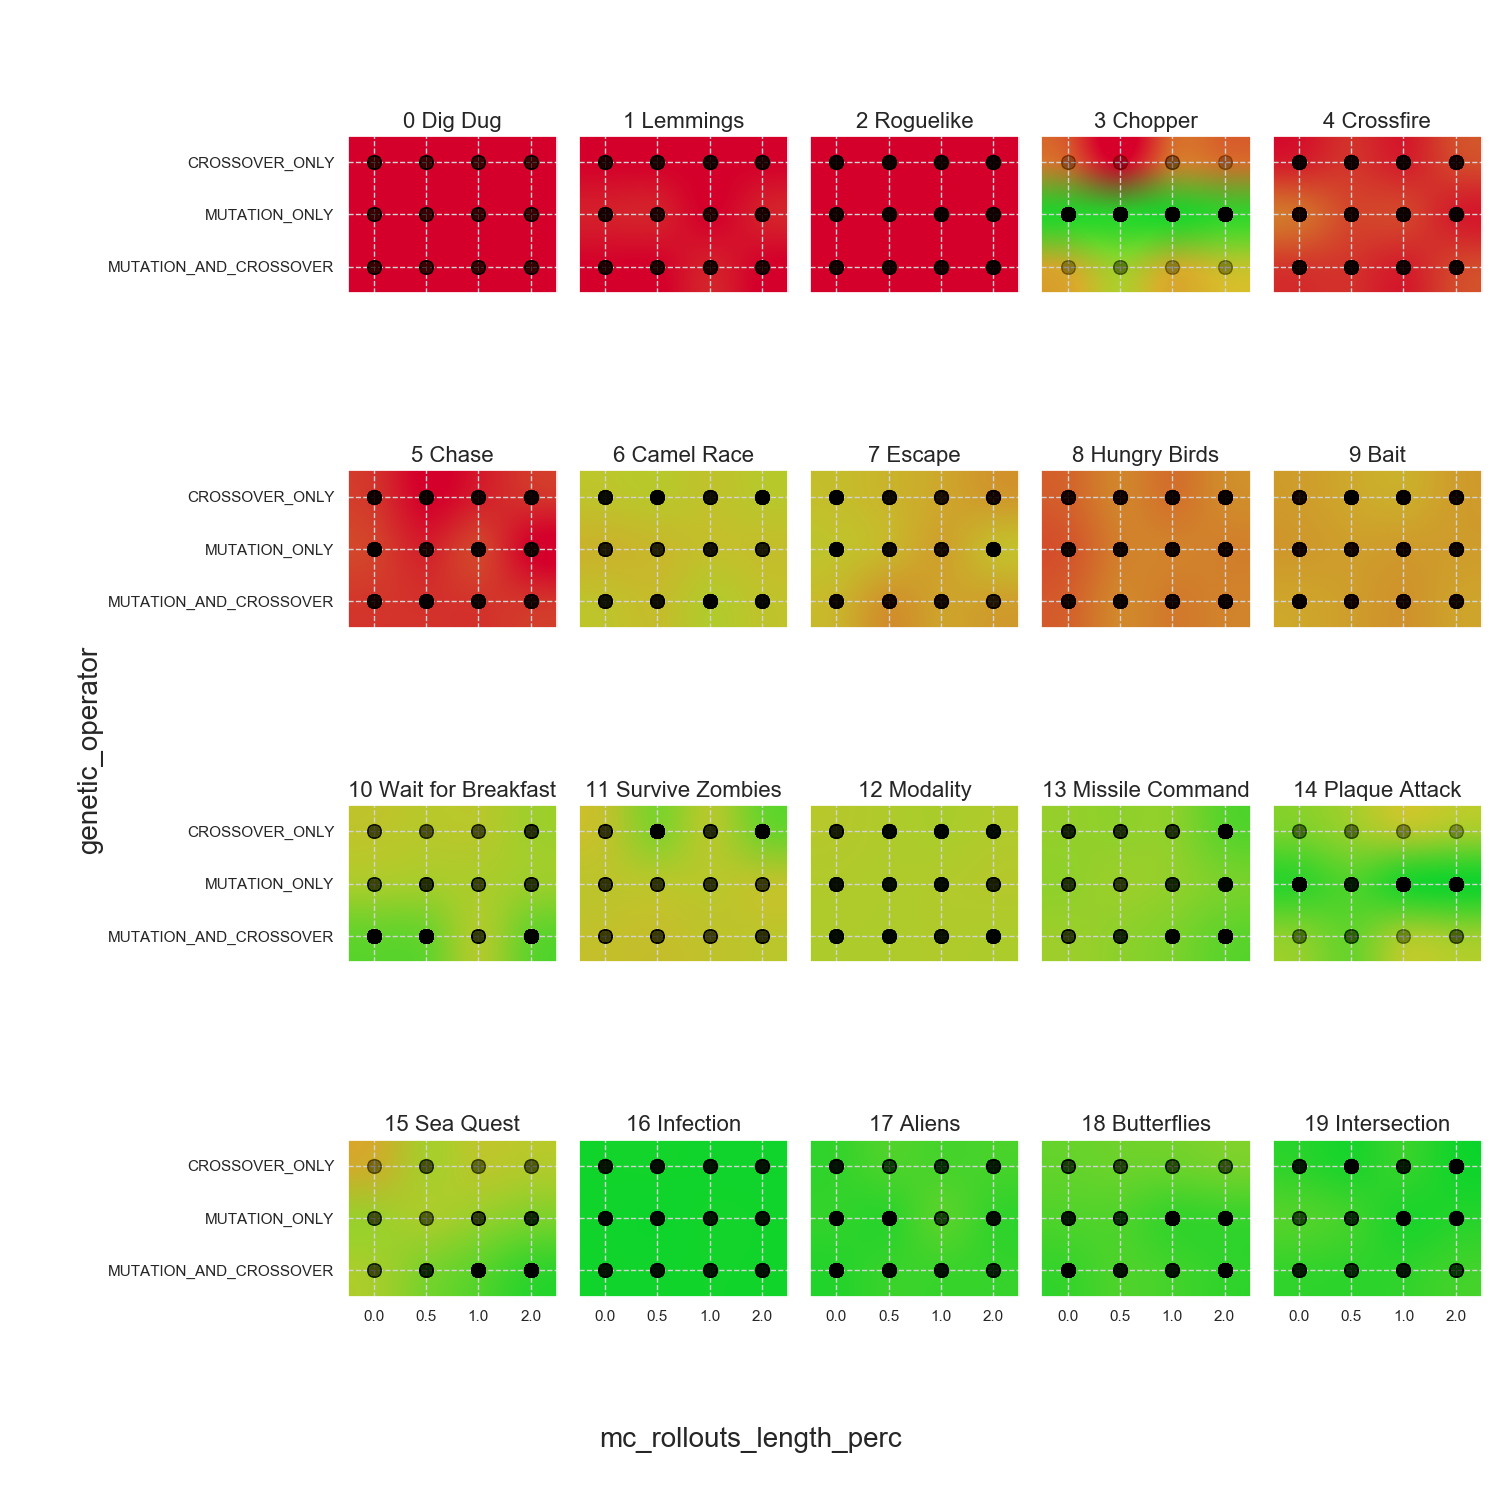 0 Dig Dug
1 Lemmings
2 Roguelike
3 Chopper
4 Crossfire
CROSSOVER_ONLY
MUTATION_ONLY
MUTATION_AND_CROSSOVER
5 Chase
6 Camel Race
7 Escape
8 Hungry Birds
9 Bait
CROSSOVER_ONLY
MUTATION_ONLY
MUTATION_AND_CROSSOVER
genetic_operator
10 Wait for Breakfast
11 Survive Zombies
12 Modality
13 Missile Command
14 Plaque Attack
CROSSOVER_ONLY
MUTATION_ONLY
MUTATION_AND_CROSSOVER
15 Sea Quest
16 Infection
17 Aliens
18 Butterflies
19 Intersection
CROSSOVER_ONLY
MUTATION_ONLY
MUTATION_AND_CROSSOVER
0.0 0.5 1.0 2.0
0.0 0.5 1.0 2.0
0.0 0.5 1.0 2.0
0.0 0.5 1.0 2.0
0.0 0.5 1.0 2.0
mc_rollouts_length_perc